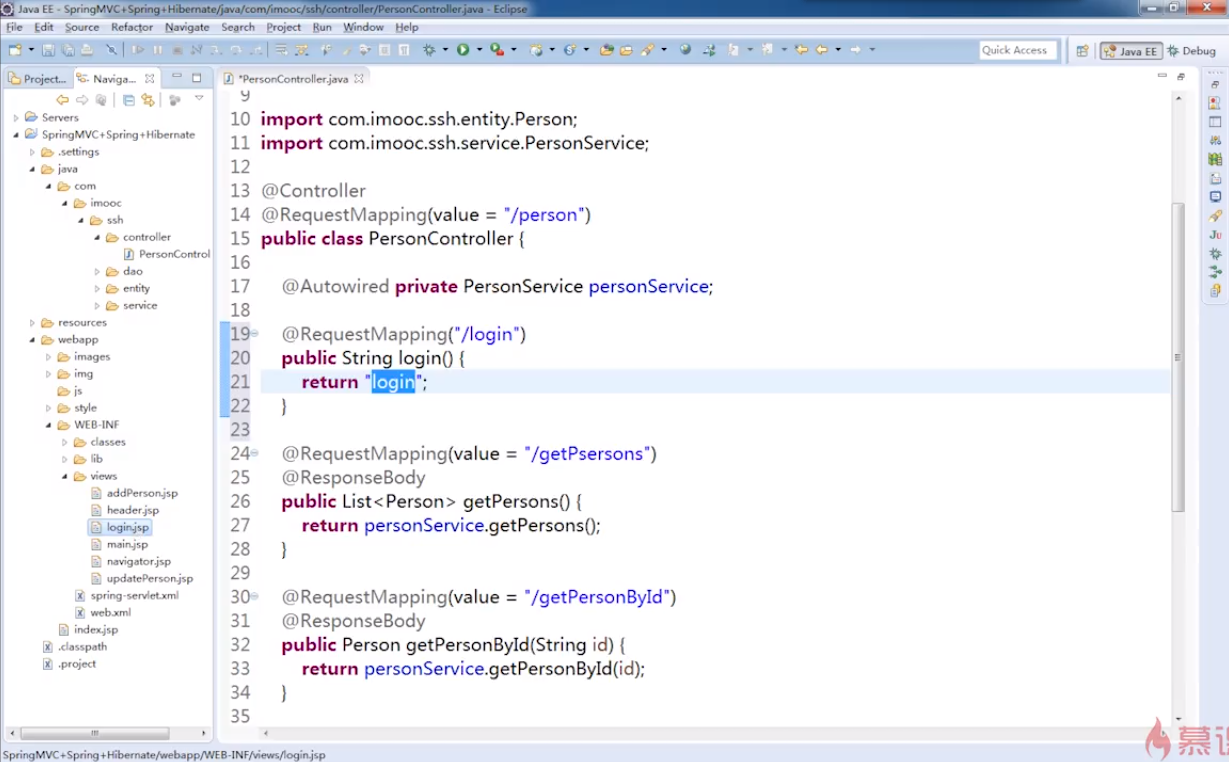 Java EE - SpringMVC+Spring+Hibernate/java/com/imooc/ssh/controller/PersonController.java - Eclipse
File Edit Source Refactor Navigate Search Project Run Window Help
Quick Access
Java EE
Debug
Project...
Naviga...
*PersonController.java
Servers
SpringMVC+Spring+Hibernate
.settings
java
com
imooc
ssh
controller
PersonControl
dao
entity
service
resources
webapp
images
img
js
style
WEB-INF
classes
lib
views
addPerson.jsp
header.jsp
login.jsp
main.jsp
navigator.jsp
updatePerson.jsp
spring-servlet.xml
web.xml
index.jsp
.classpath
.project
9
10 import com.imooc.ssh.entity.Person;
11 import com.imooc.ssh.service.PersonService;
12
13 @Controller
14 @RequestMapping(value = "/person")
15 public class PersonController {
16
17 @Autowired private PersonService personService;
18
19 @RequestMapping("/login")
20 public String login() {
21 return "login";
22 }
23
24 @RequestMapping(value = "/getPsersons")
25 @ResponseBody
26 public List<Person> getPersons() {
27 return personService.getPersons();
28 }
29
30 @RequestMapping(value = "/getPersonById")
31 @ResponseBody
32 public Person getPersonById(String id) {
33 return personService.getPersonById(id);
34 }
35
Ju
SpringMVC+Spring+Hibernate/webapp/WEB-INF/views/login.jsp
慕